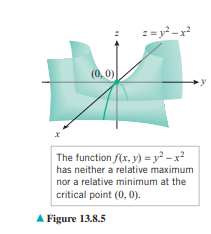 z
z = y² – x²
(0, 0)
y
x
The function f(x, y) = y² – x²
has neither a relative maximum
nor a relative minimum at the
critical point (0, 0).
▲ Figure 13.8.5